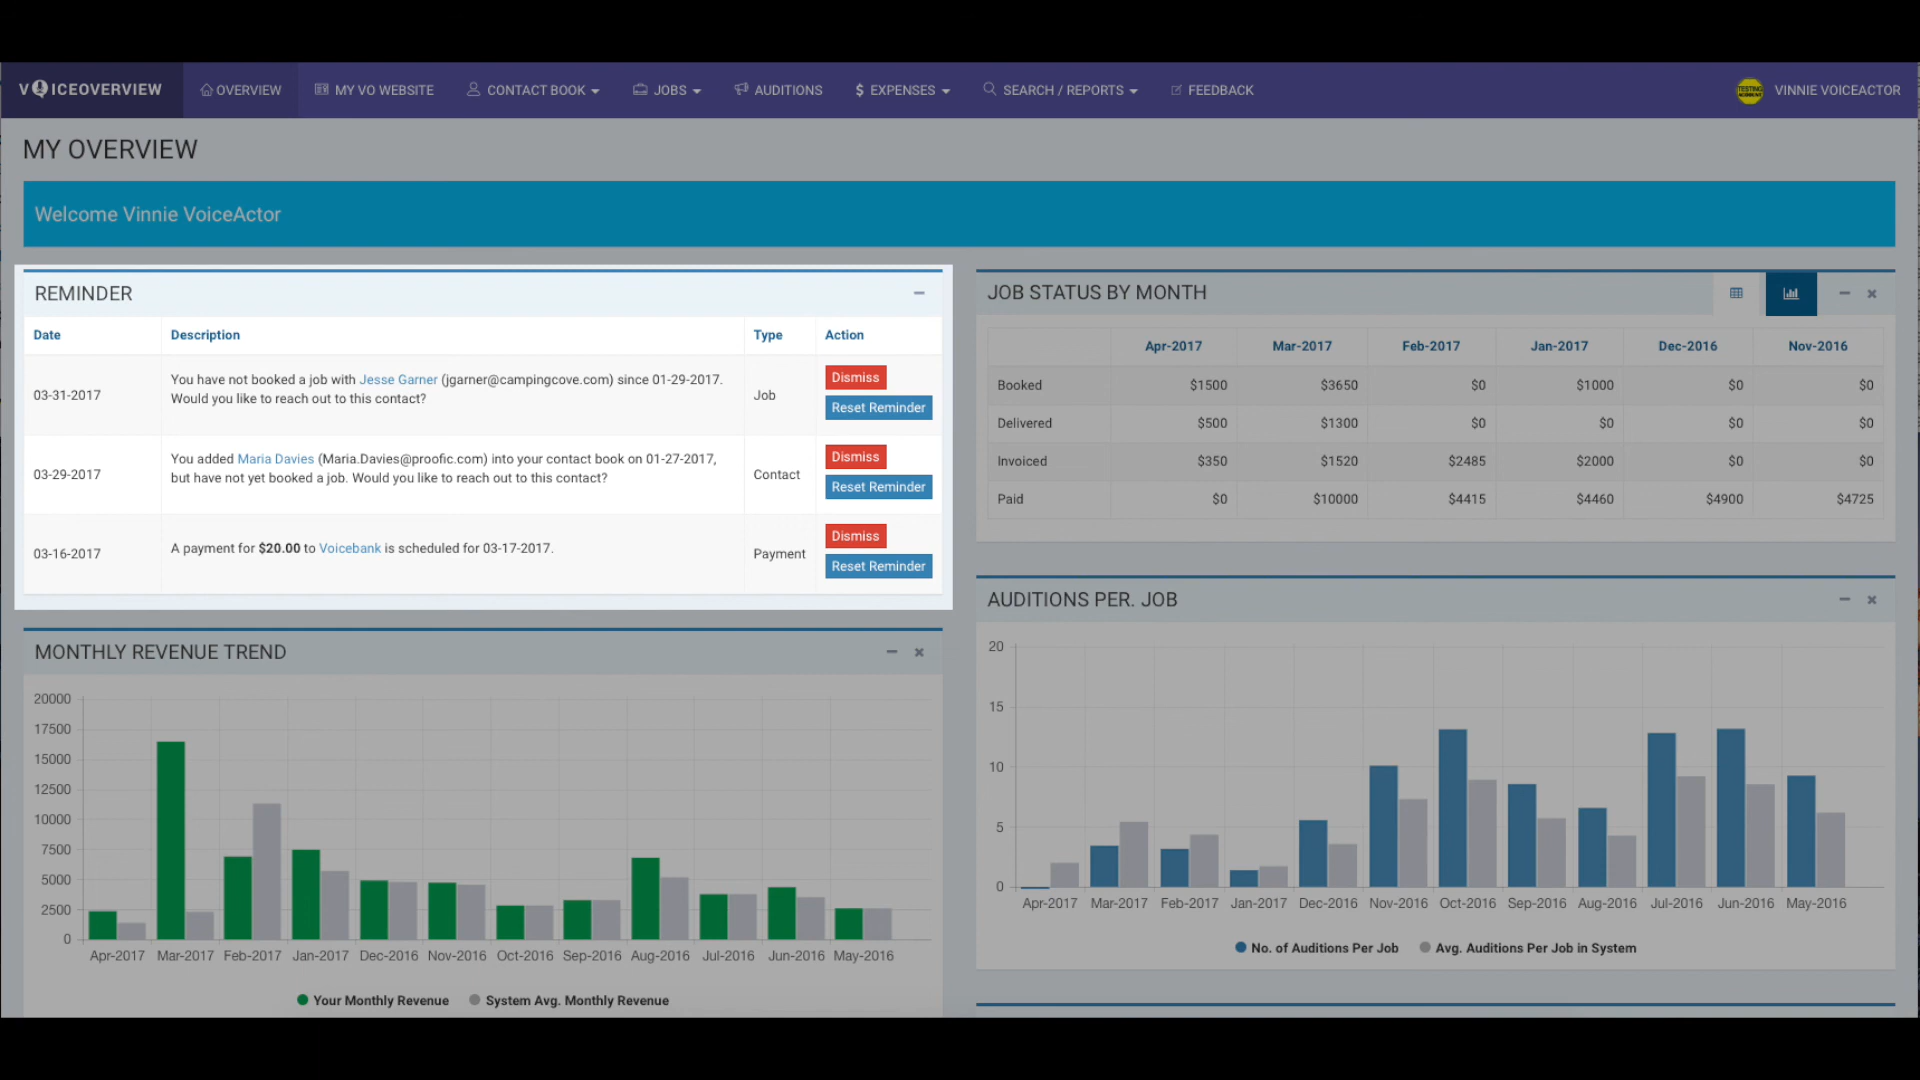 VOICEOVERVIEW OVERVIEW MY VO WEBSITE CONTACT BOOK JOBS AUDITIONS $ EXPENSES SEARCH / REPORTS FEEDBACK VINNIE VOICEACTOR
MY OVERVIEW
Welcome Vinnie VoiceActor
REMINDER
Date Description Type Action
03-31-2017 You have not booked a job with Jesse Garner (jgarner@campingcove.com) since 01-29-2017.
Would you like to reach out to this contact?
Job
Dismiss
Reset Reminder
03-29-2017 You added Maria Davies (Maria.Davies@proofic.com) into your contact book on 01-27-2017,
but have not yet booked a job. Would you like to reach out to this contact?
Contact
Dismiss
Reset Reminder
03-16-2017 A payment for $20.00 to Voicebank is scheduled for 03-17-2017.
Payment
Dismiss
Reset Reminder
JOB STATUS BY MONTH
Apr-2017 Mar-2017 Feb-2017 Jan-2017 Dec-2016 Nov-2016
Booked $1500 $3650 $0 $1000 $0 $0
Delivered $500 $1300 $0 $0 $0 $0
Invoiced $350 $1520 $2485 $2000 $0 $0
Paid $0 $10000 $4415 $4460 $4900 $4725
MONTHLY REVENUE TREND
20000
17500
15000
12500
10000
7500
5000
2500
0
Apr-2017 Mar-2017 Feb-2017 Jan-2017 Dec-2016 Nov-2016 Oct-2016 Sep-2016 Aug-2016 Jul-2016 Jun-2016 May-2016
Your Monthly Revenue System Avg. Monthly Revenue
AUDITIONS PER. JOB
20
15
10
5
0
Apr-2017 Mar-2017 Feb-2017 Jan-2017 Dec-2016 Nov-2016 Oct-2016 Sep-2016 Aug-2016 Jul-2016 Jun-2016 May-2016
No. of Auditions Per Job Avg. Auditions Per Job in System